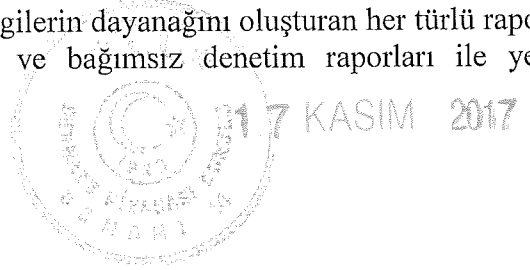 gilerin dayanağını oluşturan her türlü rapo
ve bağımsız denetim raporları ile ye
17 KASIM 2017